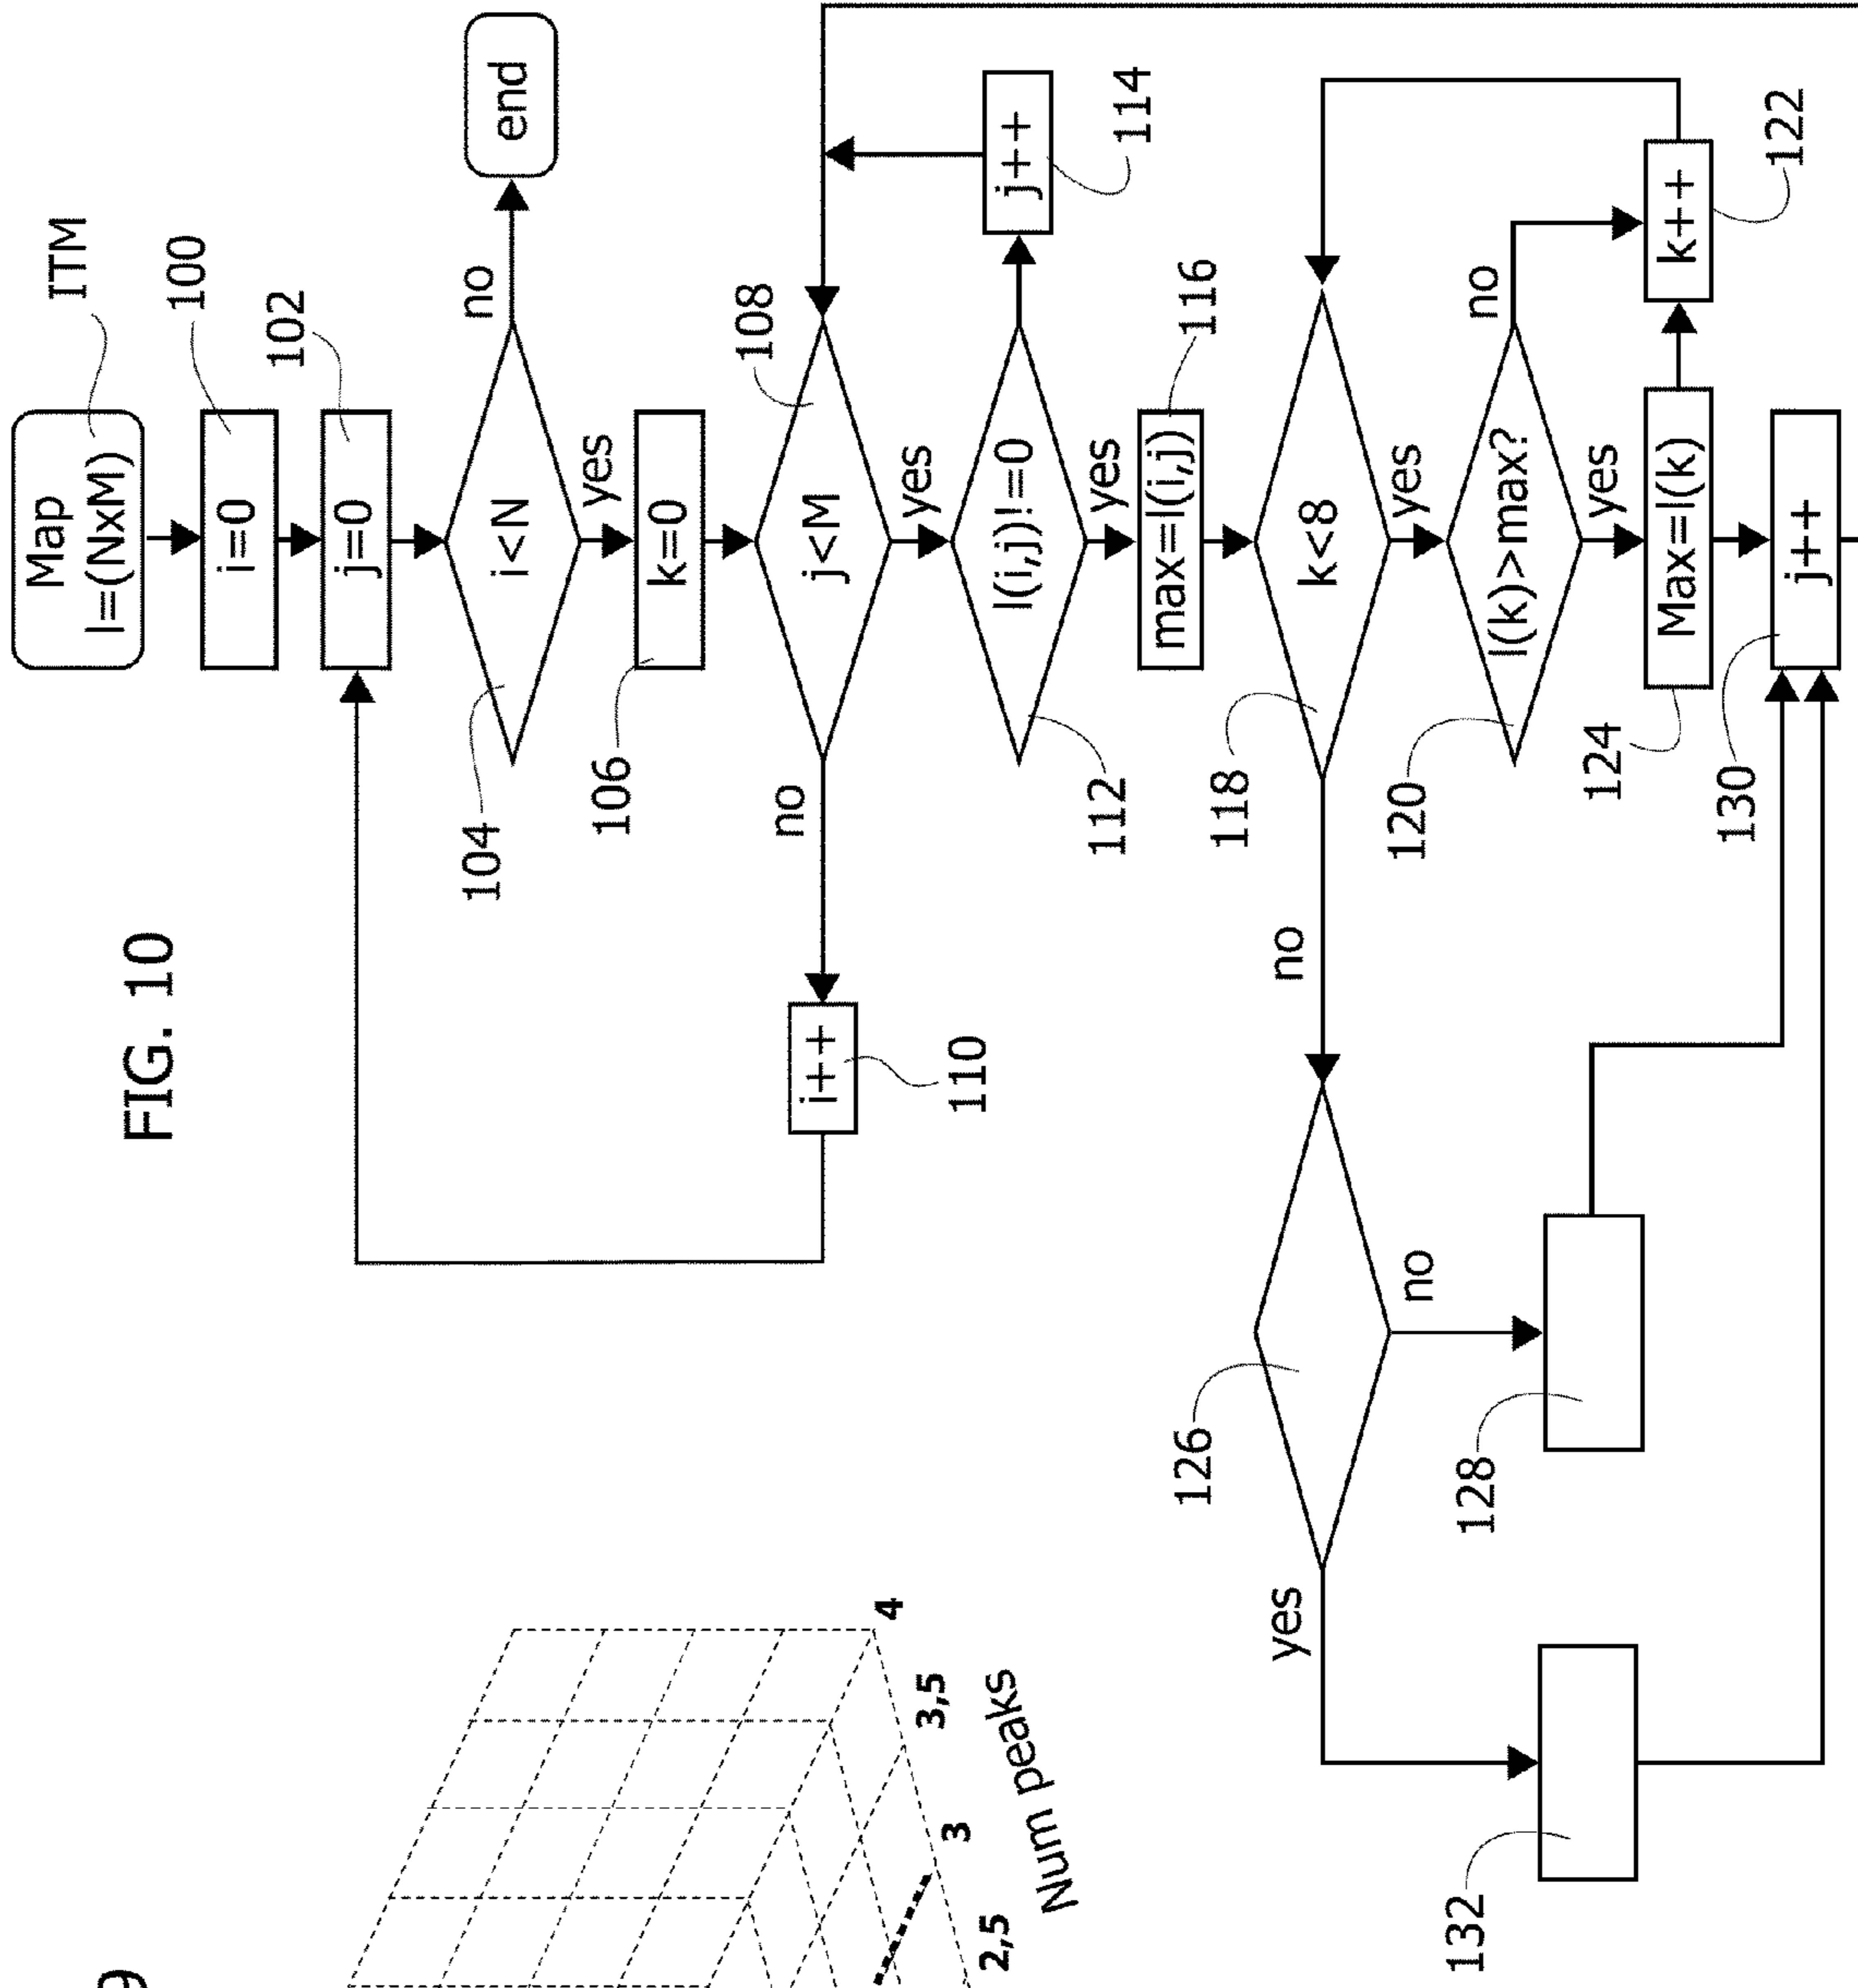 FIG. 10
Map
I=(NxM)
ITM
i=0
100
j=0
102
i<N
104
no
end
yes
k=0
106
j<M
108
no
i++
110
yes
I(i,j)!=0
112
j++
114
yes
max=I(i,j)
116
k<8
118
no
yes
I(k)>max?
120
no
k++
122
yes
Max=I(k)
124
j++
130
126
no
128
yes
132
9
4
3,5
3
2,5
Num peaks